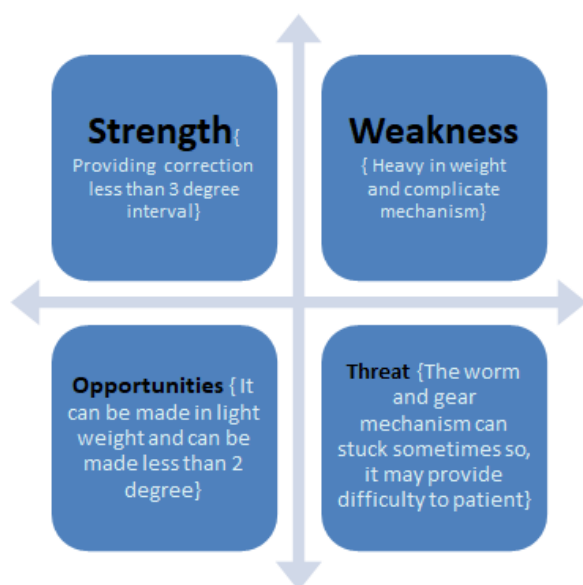 Strength{
Providing correction
less than 3 degree
interval}
Weakness
{ Heavy in weight
and complicate
mechanism}
Opportunities { It
can be made in light
weight and can be
made less than 2
degree}
Threat {The worm
and gear
mechanism can
stuck sometimes so,
it may provide
difficulty to patient}